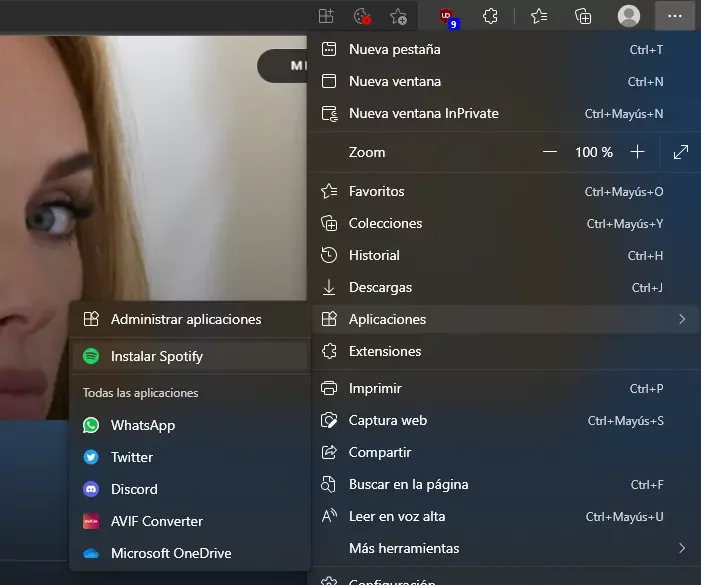 UD
9
Nueva pestaña Ctrl+T
Nueva ventana Ctrl+N
Nueva ventana InPrivate Ctrl+Mayús+N
Zoom — 100 % +
Favoritos Ctrl+Mayús+O
Colecciones Ctrl+Mayús+Y
Historial Ctrl+H
Descargas Ctrl+J
Aplicaciones
Extensiones
Imprimir Ctrl+P
Captura web Ctrl+Mayús+S
Compartir
Buscar en la página Ctrl+F
Leer en voz alta Ctrl+Mayús+U
Más herramientas
Configuración
Administrar aplicaciones
Instalar Spotify
Todas las aplicaciones
WhatsApp
Twitter
Discord
AVIF Converter
Microsoft OneDrive